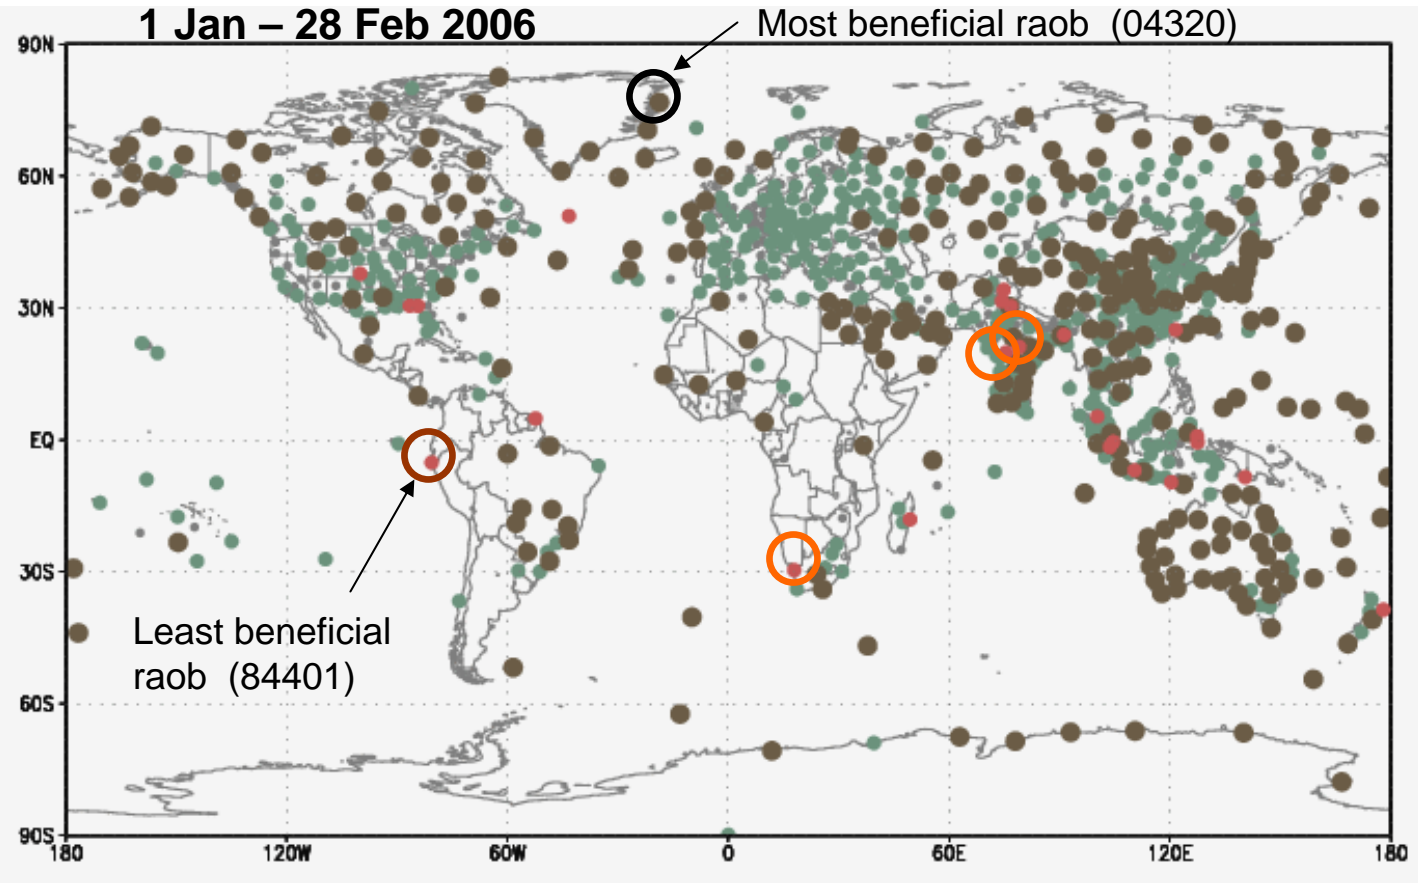 1 Jan – 28 Feb 2006
Most beneficial raob (04320)
90N
60N
30N
EQ
30S
60S
90S
Least beneficial
raob (84401)
180
120W
60W
0
60E
120E
180